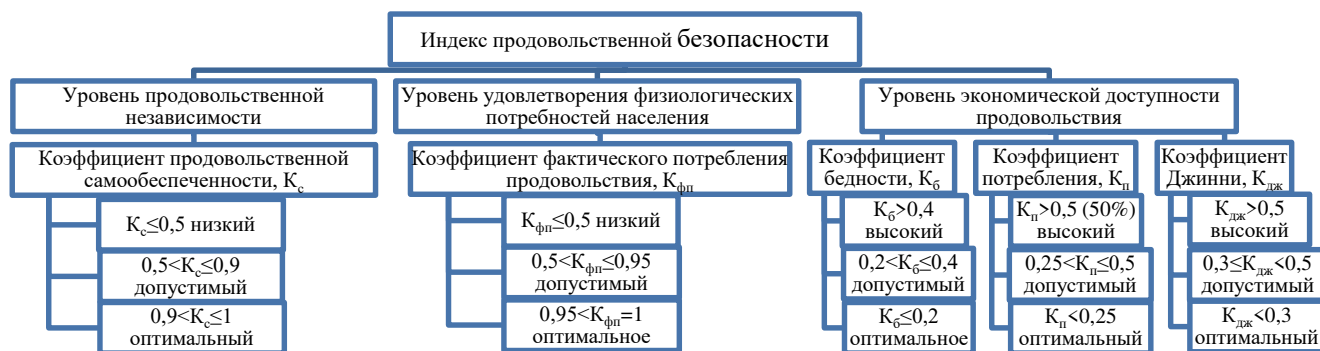 Индекс продовольственной безопасности
Уровень продовольственной
независимости
Уровень удовлетворения физиологических
потребностей населения
Уровень экономической доступности
продовольствия
Коэффициент продовольственной
самообеспеченности, Кс
Коэффициент фактического потребления
продовольствия, Кфп
Коэффициент
бедности, Кб
Коэффициент
потребления, Кп
Коэффициент
Джинни, Кдж
Кс≤0,5 низкий
0,5<Кс≤0,9
допустимый
0,9<Кс≤1
оптимальный
Кфп≤0,5 низкий
0,5<Кфп≤0,95
допустимый
0,95<Кфп=1
оптимальное
Кб>0,4
высокий
0,2<Кб≤0,4
допустимый
Кб≤0,2
оптимальное
Кп>0,5 (50%)
высокий
0,25<Кп≤0,5
допустимый
Кп<0,25
оптимальный
Кдж>0,5
высокий
0,3≤Кдж<0,5
допустимый
Кдж<0,3
оптимальный